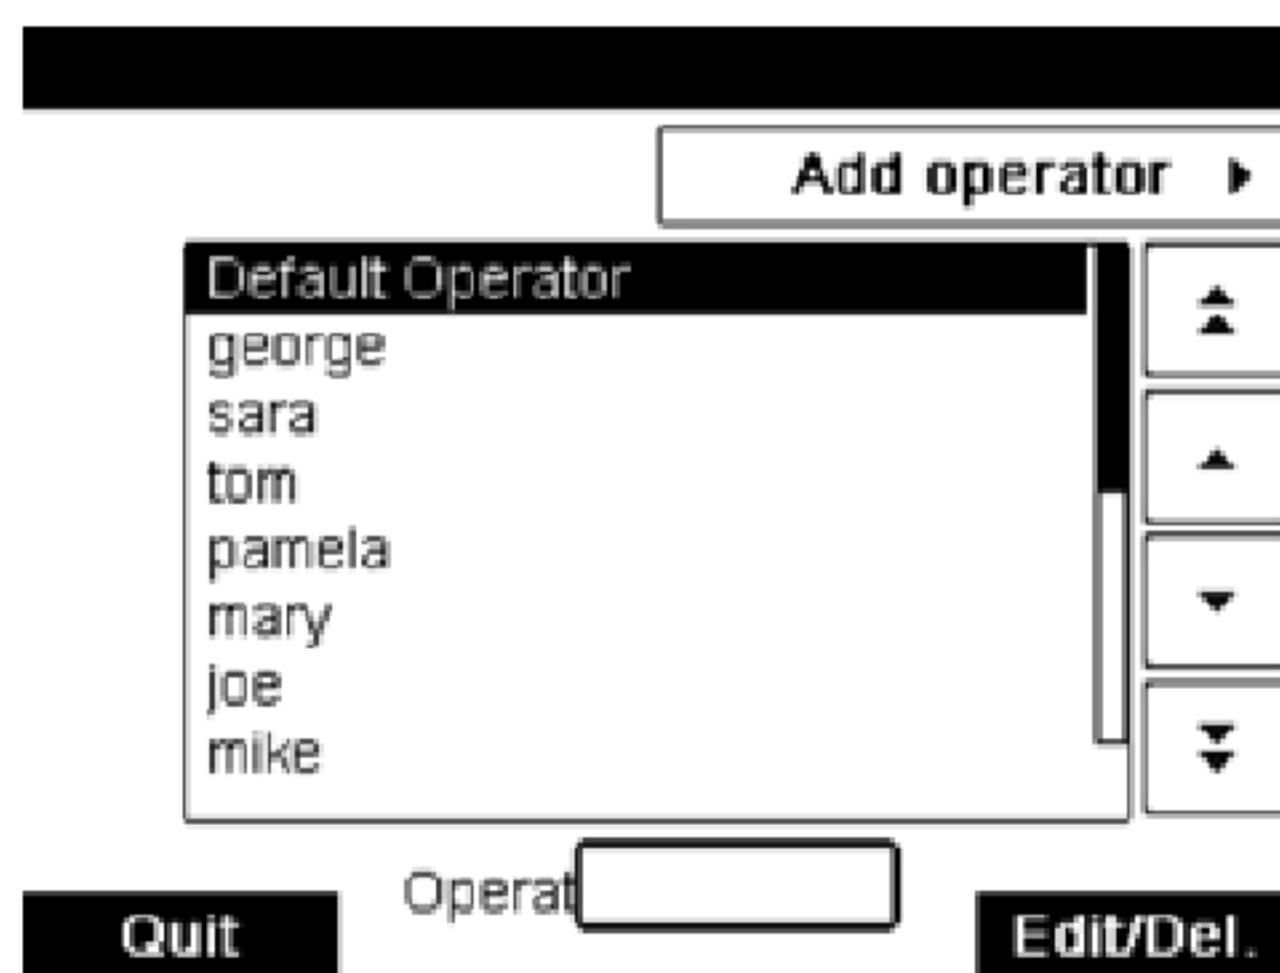 Add operator
Default Operator
george
sara
tom
pamela
mary
joe
mike
Operat
Quit
Edit/Del.